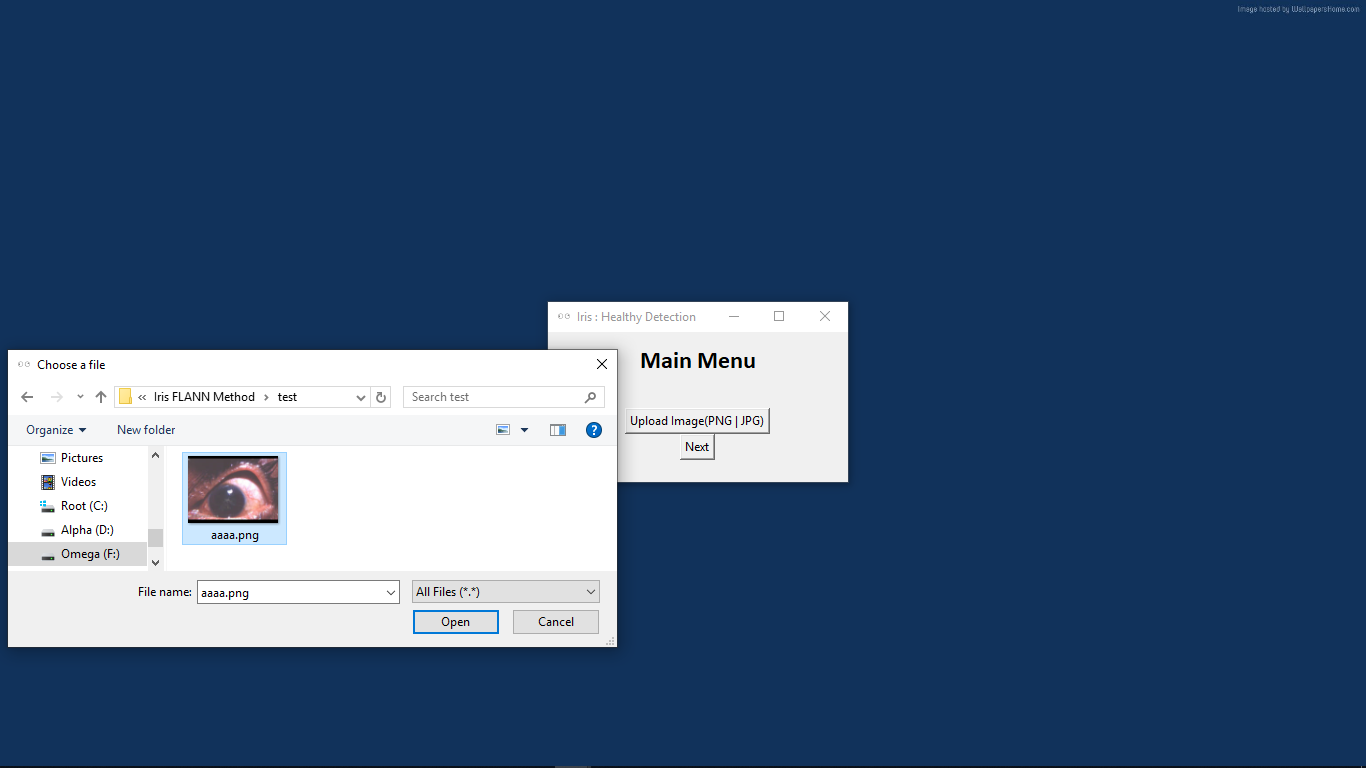 Image hosted by WallpapersHome.com
Iris : Healthy Detection
Main Menu
Upload Image(PNG | JPG)
Next
Choose a file
« Iris FLANN Method › test
Search test
Organize
New folder
?
Pictures
Videos
Root (C:)
Alpha (D:)
Omega (F:)
aaaa.png
File name: aaaa.png
All Files (*.*)
Open
Cancel